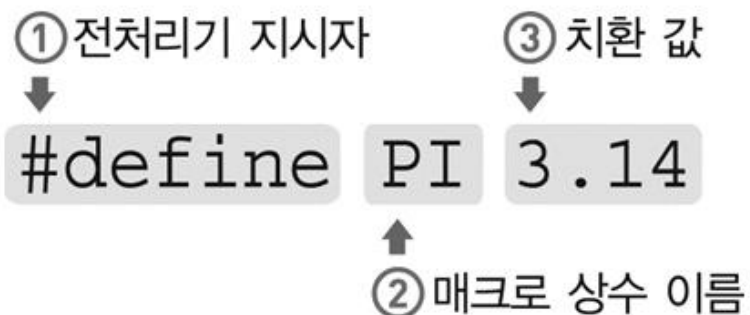 ①전처리기 지시자 ③치환 값
#define PI 3.14
②매크로 상수 이름